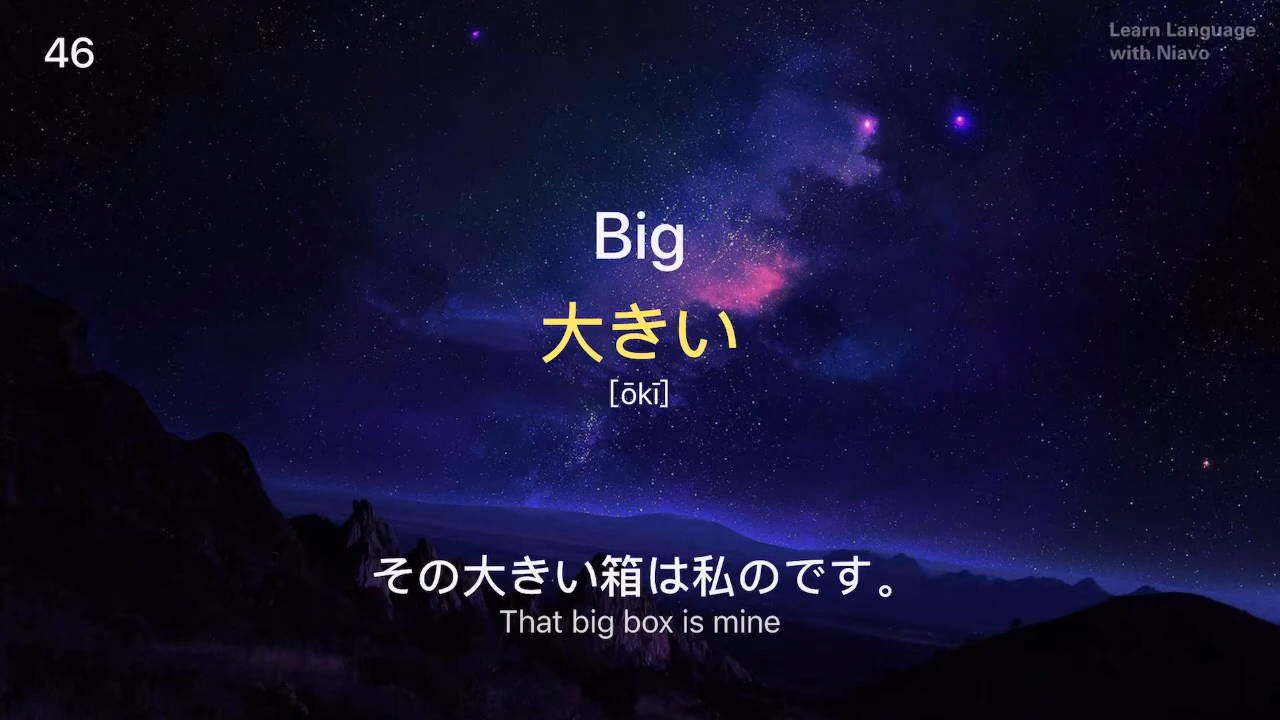 46
Learn Language
with Niavo
Big
大きい
[ōkī]
その大きい箱は私のです。
That big box is mine